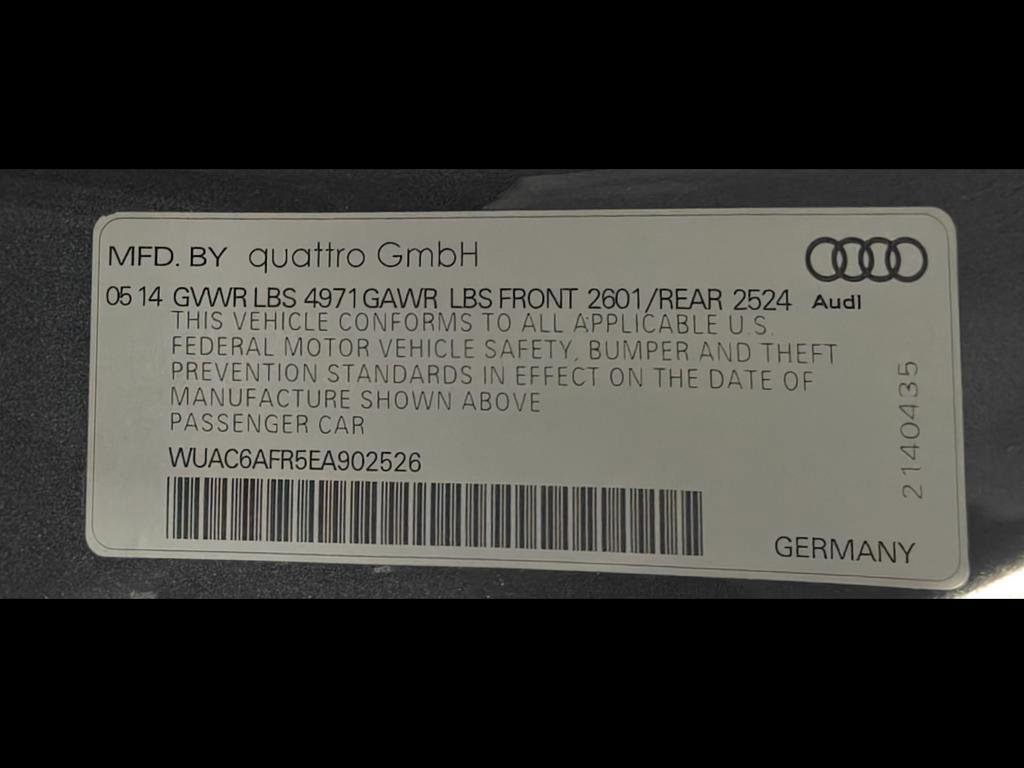 MFD. BY quattro GmbH
05 14 GVWR LBS 4971 GAWR LBS FRONT 2601/REAR 2524
Audi
THIS VEHICLE CONFORMS TO ALL APPLICABLE U.S.
FEDERAL MOTOR VEHICLE SAFETY, BUMPER AND THEFT
PREVENTION STANDARDS IN EFFECT ON THE DATE OF
MANUFACTURE SHOWN ABOVE
PASSENGER CAR
WUAC6AFR5EA902526
2140435
GERMANY